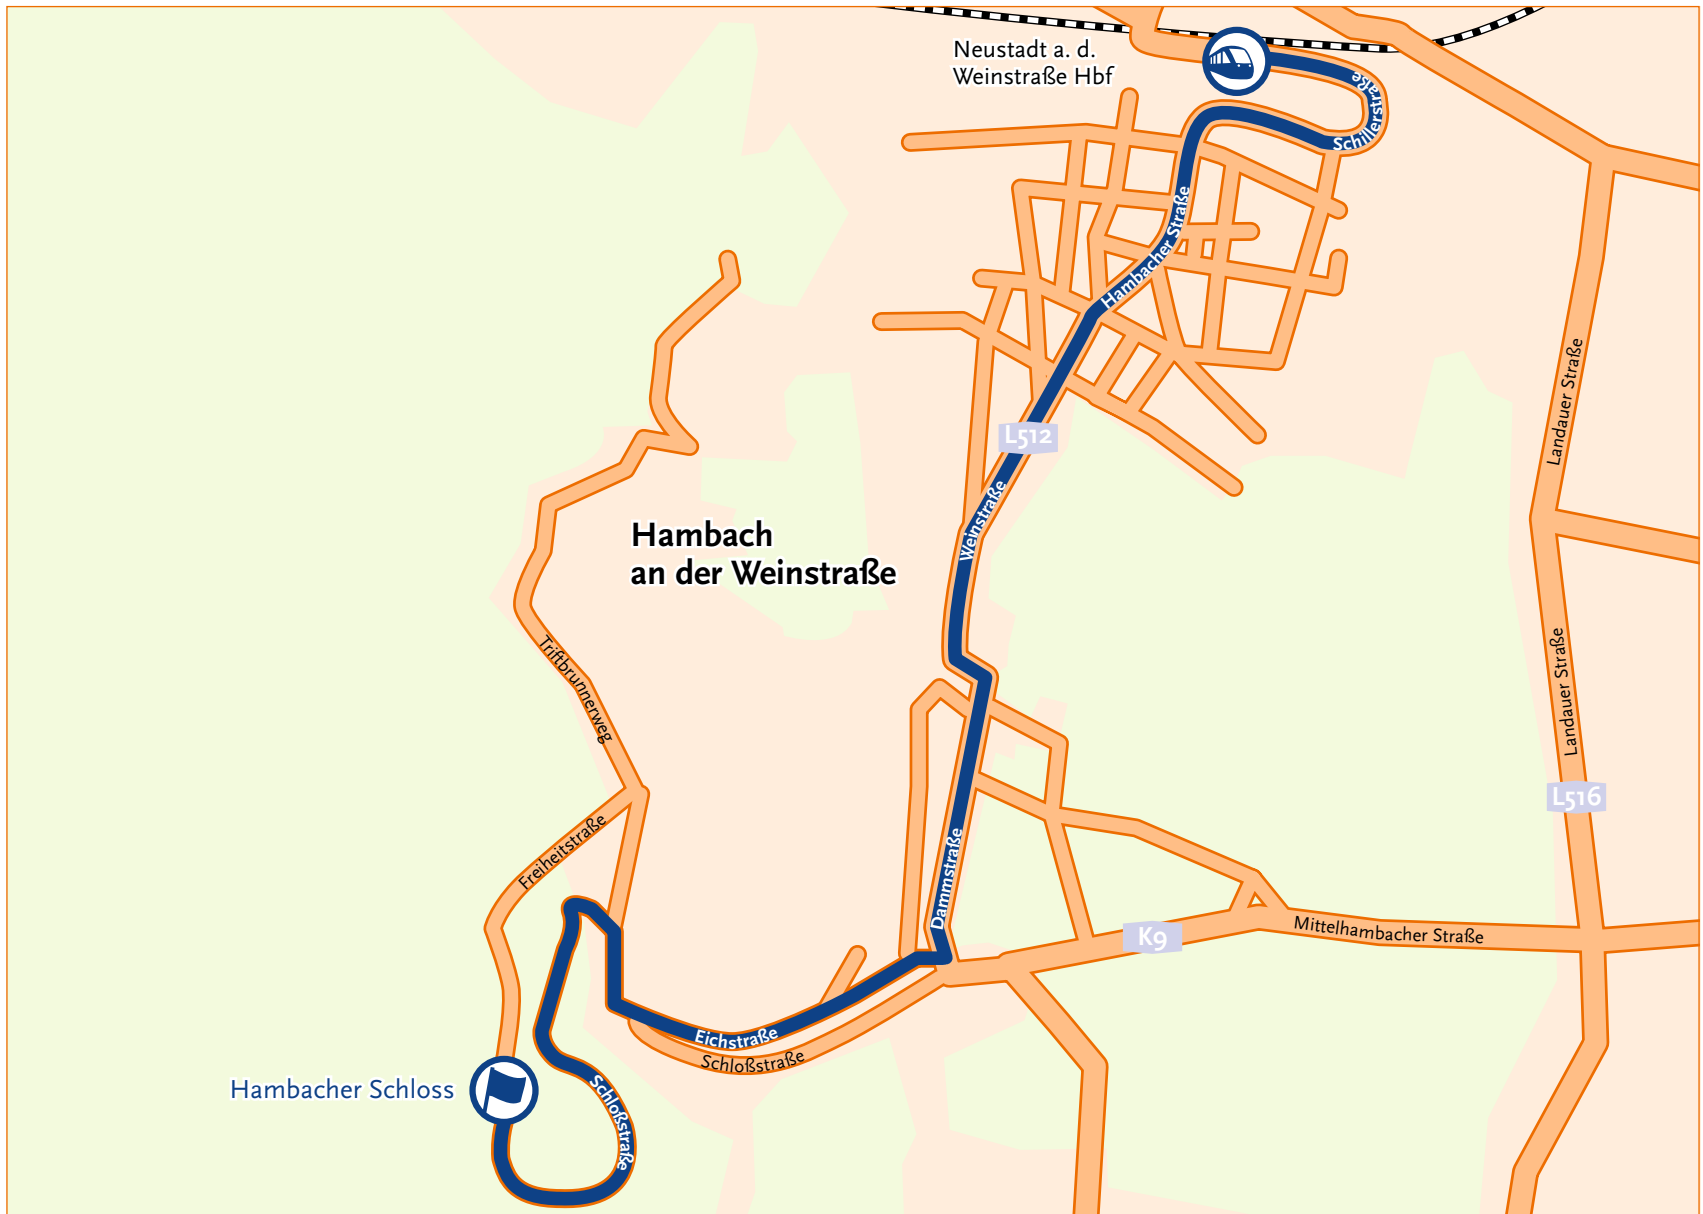 Neustadt a. d.
Weinstraße Hbf
Schillerstraße
Hambacher Straße
L512
Landauer Straße
Weinstraße
Hambach
an der Weinstraße
Triftbrunnerweg
Landauer Straße
L516
Freiheitstraße
Dammstraße
K9
Mittelhambacher Straße
Eichstraße
Schloßstraße
Hambacher Schloss
Schloßstraße